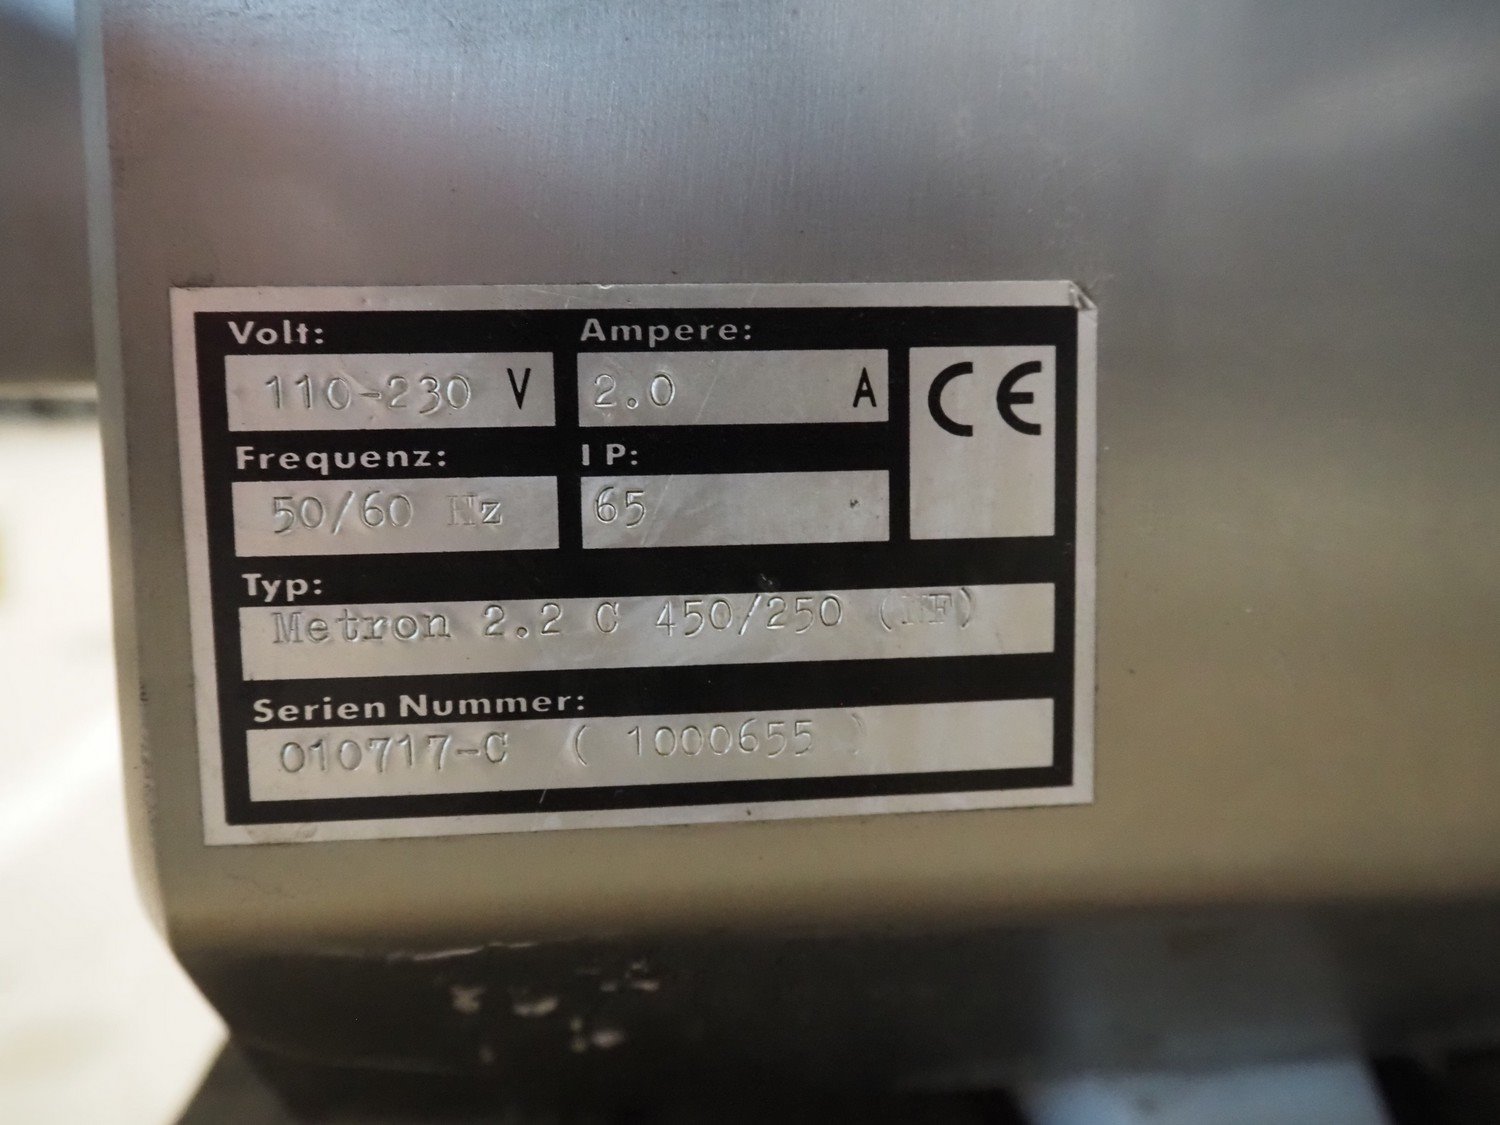 Volt: Ampere:
110-230 V 2.0 A CE
Frequenz: I P:
50/60 Hz 65
Typ:
Metron 2.2 C 450/250
Serien Nummer:
010717-C ( 1000655 )